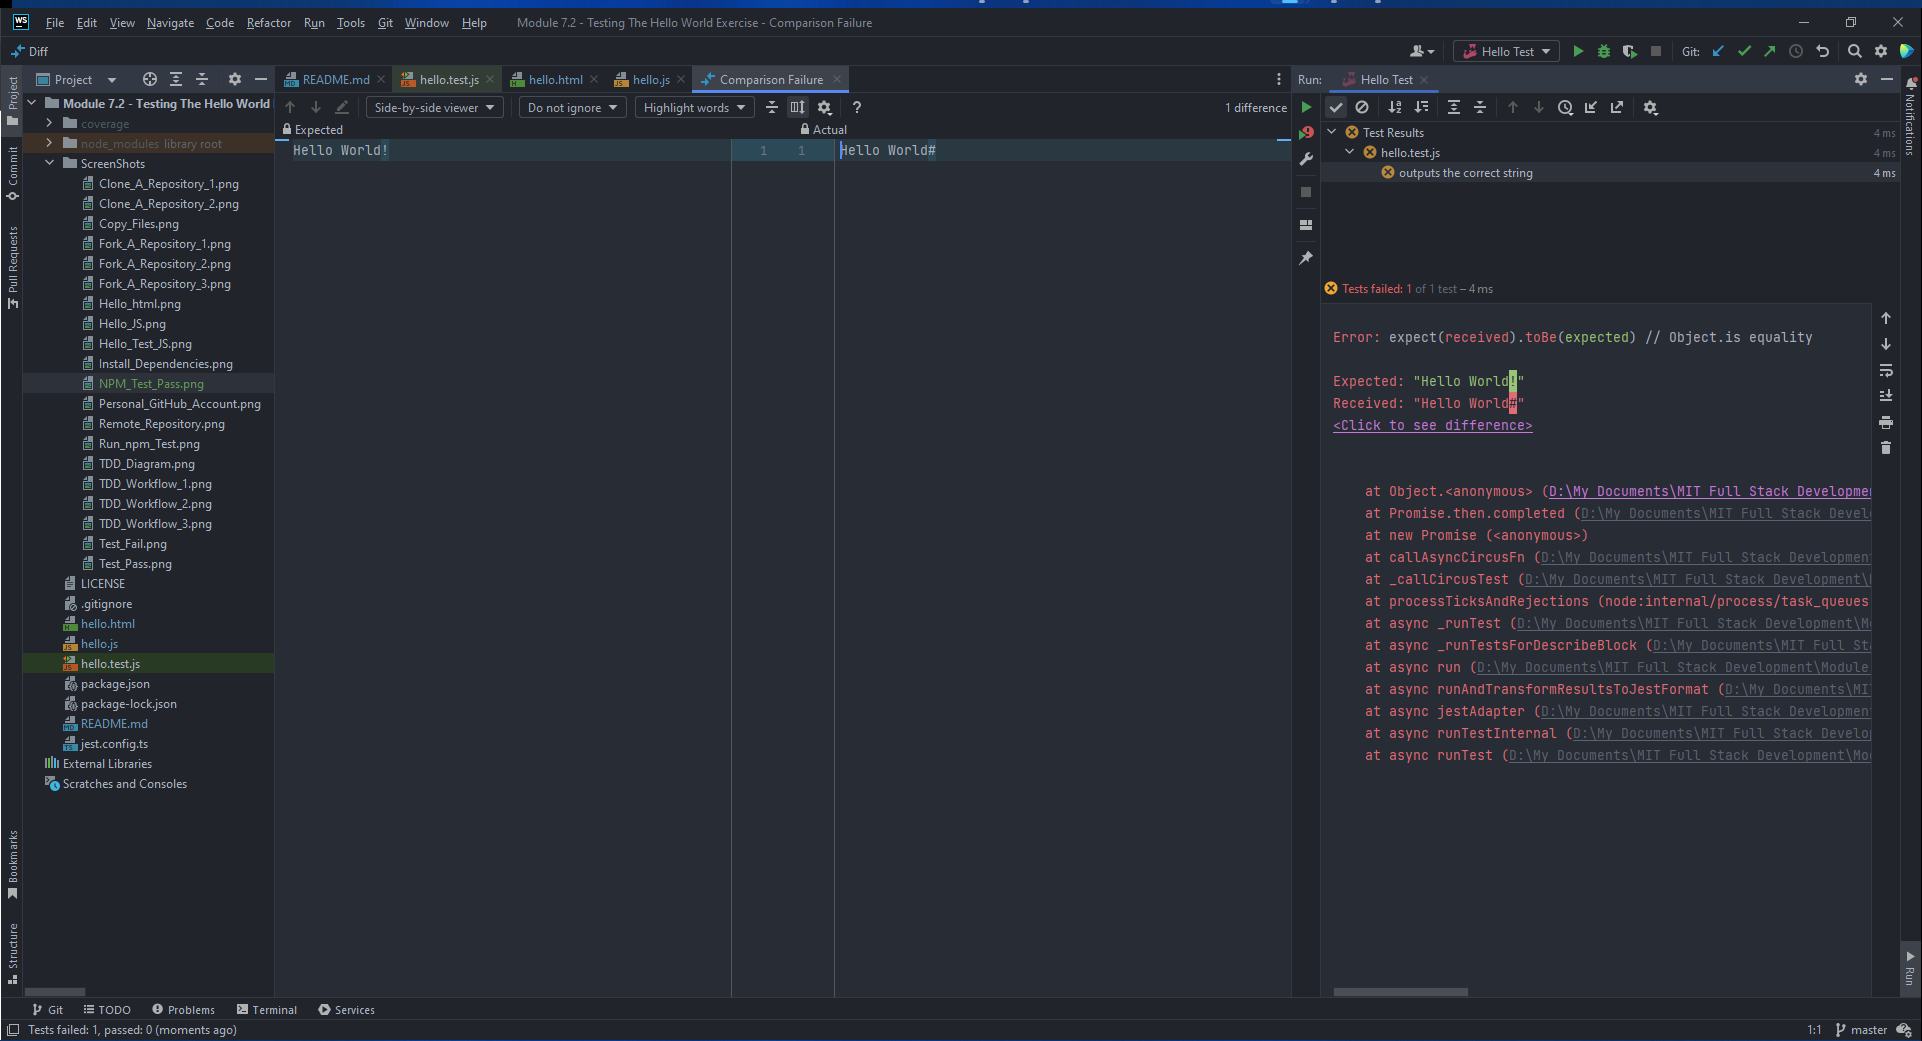 WS File Edit View Navigate Code Refactor Run Tools Git Window Help Module 7.2 - Testing The Hello World Exercise - Comparison Failure
Diff
Hello Test Git:
Project
README.md hello.test.js hello.html hello.js Comparison Failure
Run: Hello Test
Side-by-side viewer Do not ignore Highlight words ? 1 difference
Expected Actual
Hello World! 1 1 Hello World#
Project
Commit
Pull Requests
Bookmarks
Structure
Module 7.2 - Testing The Hello World
coverage
node_modules library root
ScreenShots
Clone_A_Repository_1.png
Clone_A_Repository_2.png
Copy_Files.png
Fork_A_Repository_1.png
Fork_A_Repository_2.png
Fork_A_Repository_3.png
Hello_html.png
Hello_JS.png
Hello_Test_JS.png
Install_Dependencies.png
NPM_Test_Pass.png
Personal_GitHub_Account.png
Remote_Repository.png
Run_npm_Test.png
TDD_Diagram.png
TDD_Workflow_1.png
TDD_Workflow_2.png
TDD_Workflow_3.png
Test_Fail.png
Test_Pass.png
LICENSE
.gitignore
hello.html
hello.js
hello.test.js
package.json
package-lock.json
README.md
jest.config.ts
External Libraries
Scratches and Consoles
Test Results 4 ms
hello.test.js 4 ms
outputs the correct string 4 ms
Tests failed: 1 of 1 test – 4 ms
Error: expect(received).toBe(expected) // Object.is equality
Expected: "Hello World!"
Received: "Hello World#"
<Click to see difference>
at Object.<anonymous> (D:\My Documents\MIT Full Stack Developme
at Promise.then.completed (D:\My Documents\MIT Full Stack Devel
at new Promise (<anonymous>)
at callAsyncCircusFn (D:\My Documents\MIT Full Stack Development
at _callCircusTest (D:\My Documents\MIT Full Stack Development\
at processTicksAndRejections (node:internal/process/task_queues
at async _runTest (D:\My Documents\MIT Full Stack Development\M
at async _runTestsForDescribeBlock (D:\My Documents\MIT Full St
at async run (D:\My Documents\MIT Full Stack Development\Module
at async runAndTransformResultsToJestFormat (D:\My Documents\MI
at async jestAdapter (D:\My Documents\MIT Full Stack Development
at async runTestInternal (D:\My Documents\MIT Full Stack Develo
at async runTest (D:\My Documents\MIT Full Stack Development\Mo
Notifications
Run
Git TODO Problems Terminal Services
Tests failed: 1, passed: 0 (moments ago) 1:1 master